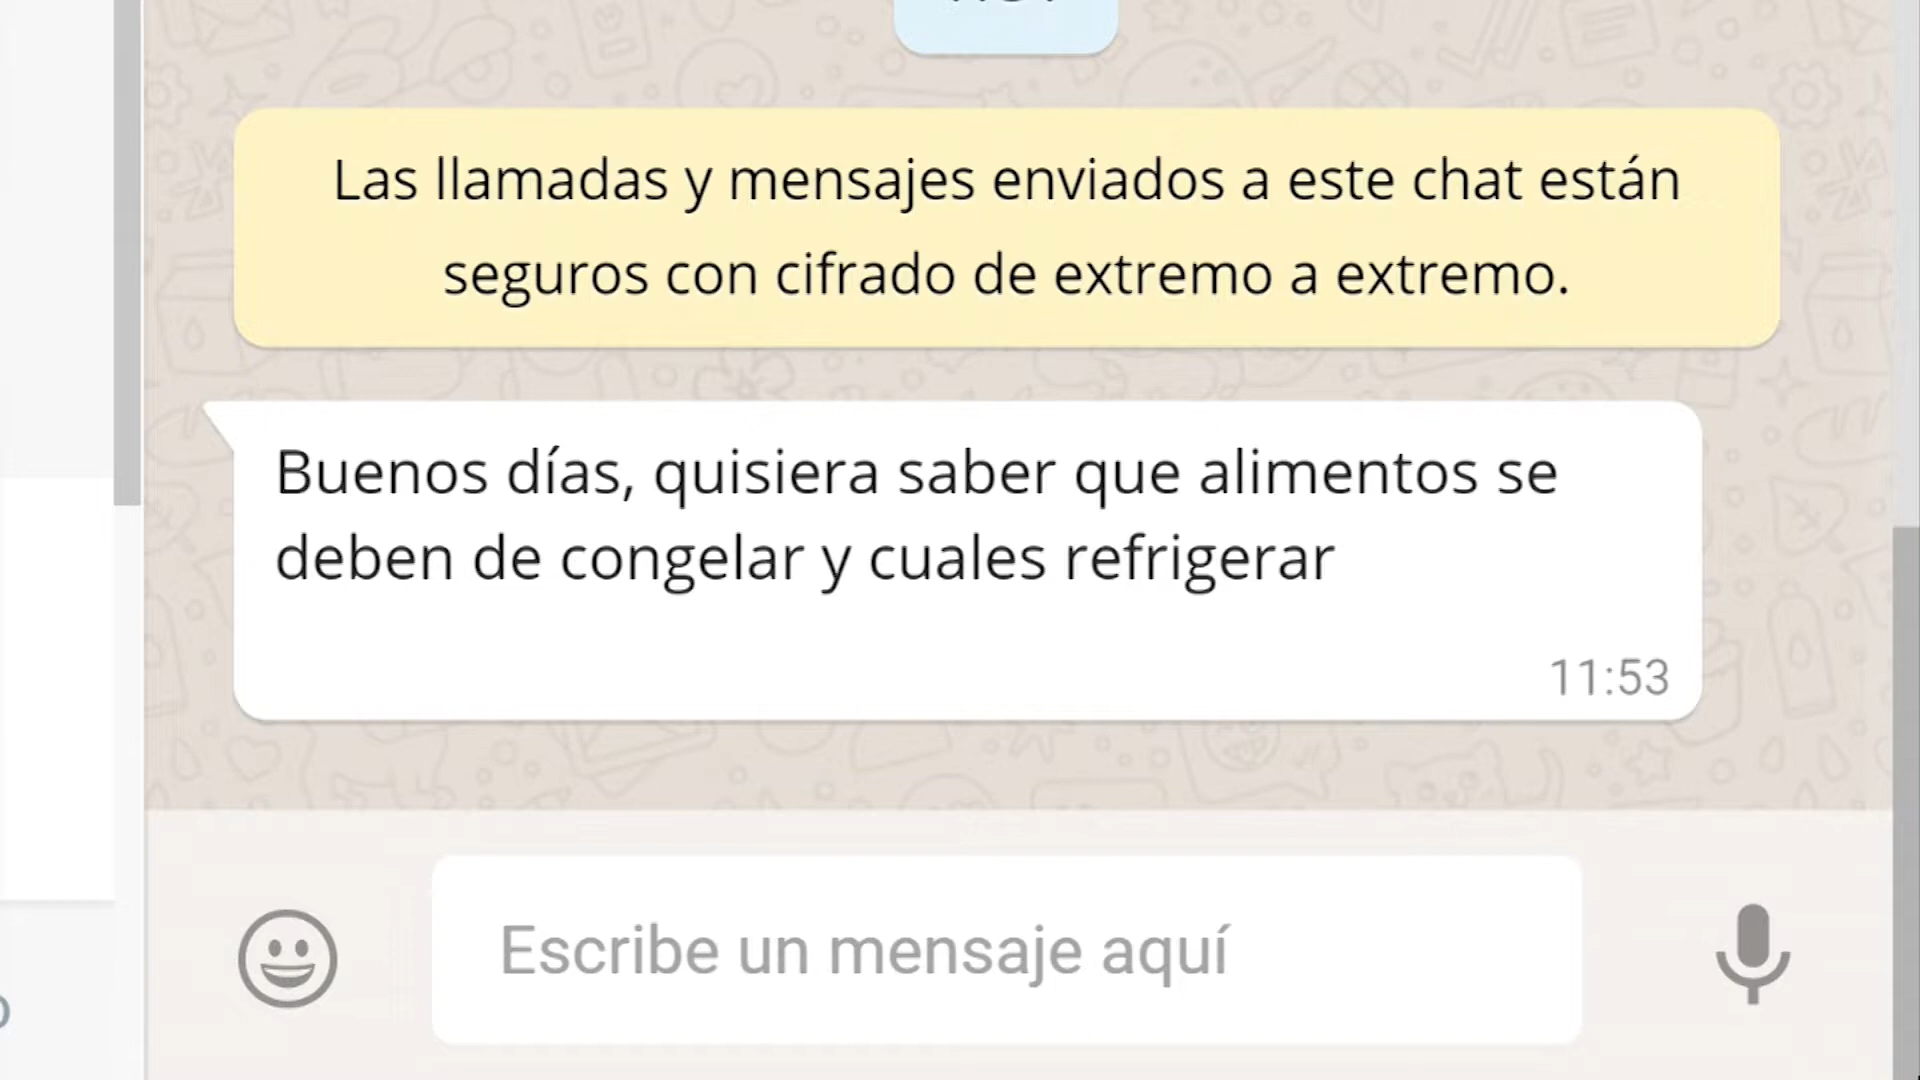 Las llamadas y mensajes enviados a este chat están
seguros con cifrado de extremo a extremo.
Buenos días, quisiera saber que alimentos se
deben de congelar y cuales refrigerar
11:53
Escribe un mensaje aquí